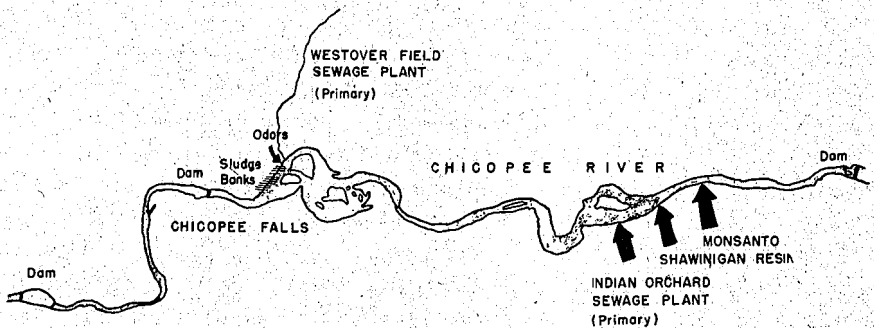 WESTOVER FIELD
SEWAGE PLANT
(Primary)
Odors
Sludge
Banks
Dam
CHICOPEE RIVER
Dam
CHICOPEE FALLS
MONSANTO
SHAWINIGAN RESIN
INDIAN ORCHARD
SEWAGE PLANT
(Primary)
Dam